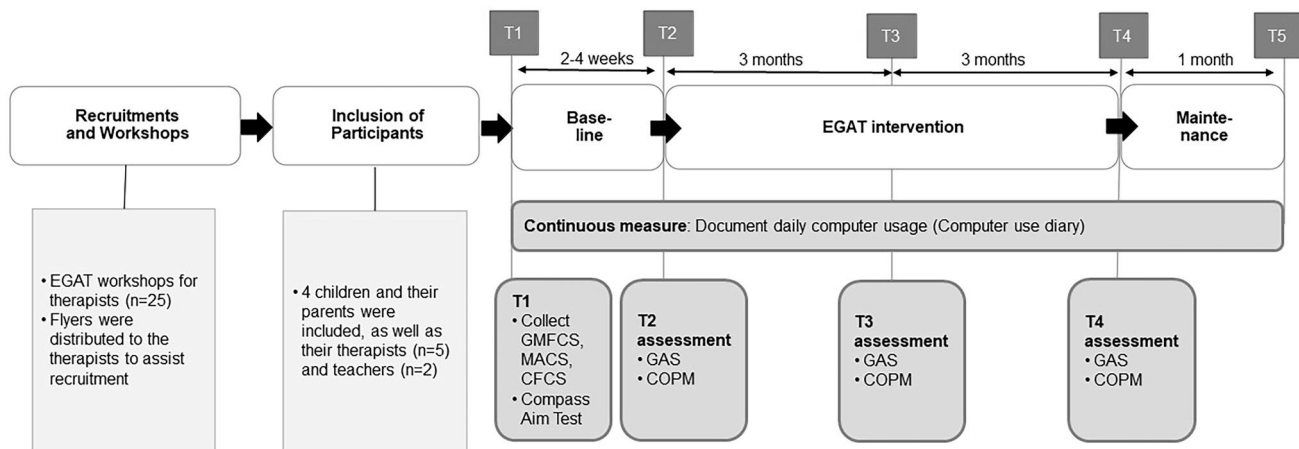 T1
T2
T3
T4
T5
2-4 weeks
3 months
3 months
1 month
Recruitments
and Workshops
Inclusion of
Participants
Base-
line
EGAT intervention
Mainte-
nance
Continuous measure: Document daily computer usage (Computer use diary)
• EGAT workshops for
therapists (n=25)
• Flyers were
distributed to the
therapists to assist
recruitment
• 4 children and their
parents were
included, as well as
their therapists (n=5)
and teachers (n=2)
T1
• Collect
GMFCS,
MACS,
CFCS
• Compass
Aim Test
T2
assessment
• GAS
• COPM
T3
assessment
• GAS
• COPM
T4
assessment
• GAS
• COPM